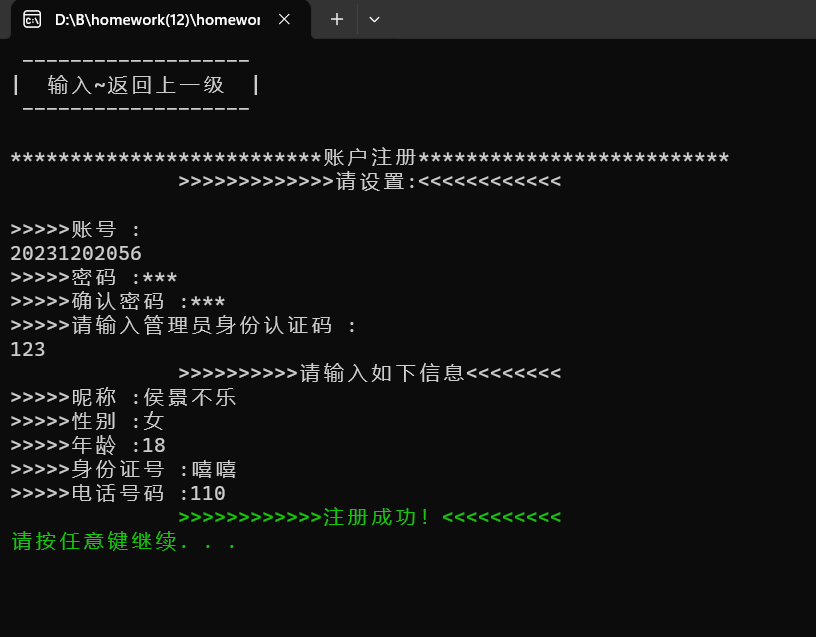 D:\B\homework(12)\homewor
-------------------
|  输入~返回上一级  |
-------------------
**************************账户注册**************************
>>>>>>>>>>>>>请设置:<<<<<<<<<<<<
>>>>>账号 :
20231202056
>>>>>密码 :***
>>>>>确认密码 :***
>>>>>请输入管理员身份认证码 :
123
>>>>>>>>>>请输入如下信息<<<<<<<<
>>>>>昵称 :侯景不乐
>>>>>性别 :女
>>>>>年龄 :18
>>>>>身份证号 :嘻嘻
>>>>>电话号码 :110
>>>>>>>>>>>>注册成功！<<<<<<<<<<
请按任意键继续. . .